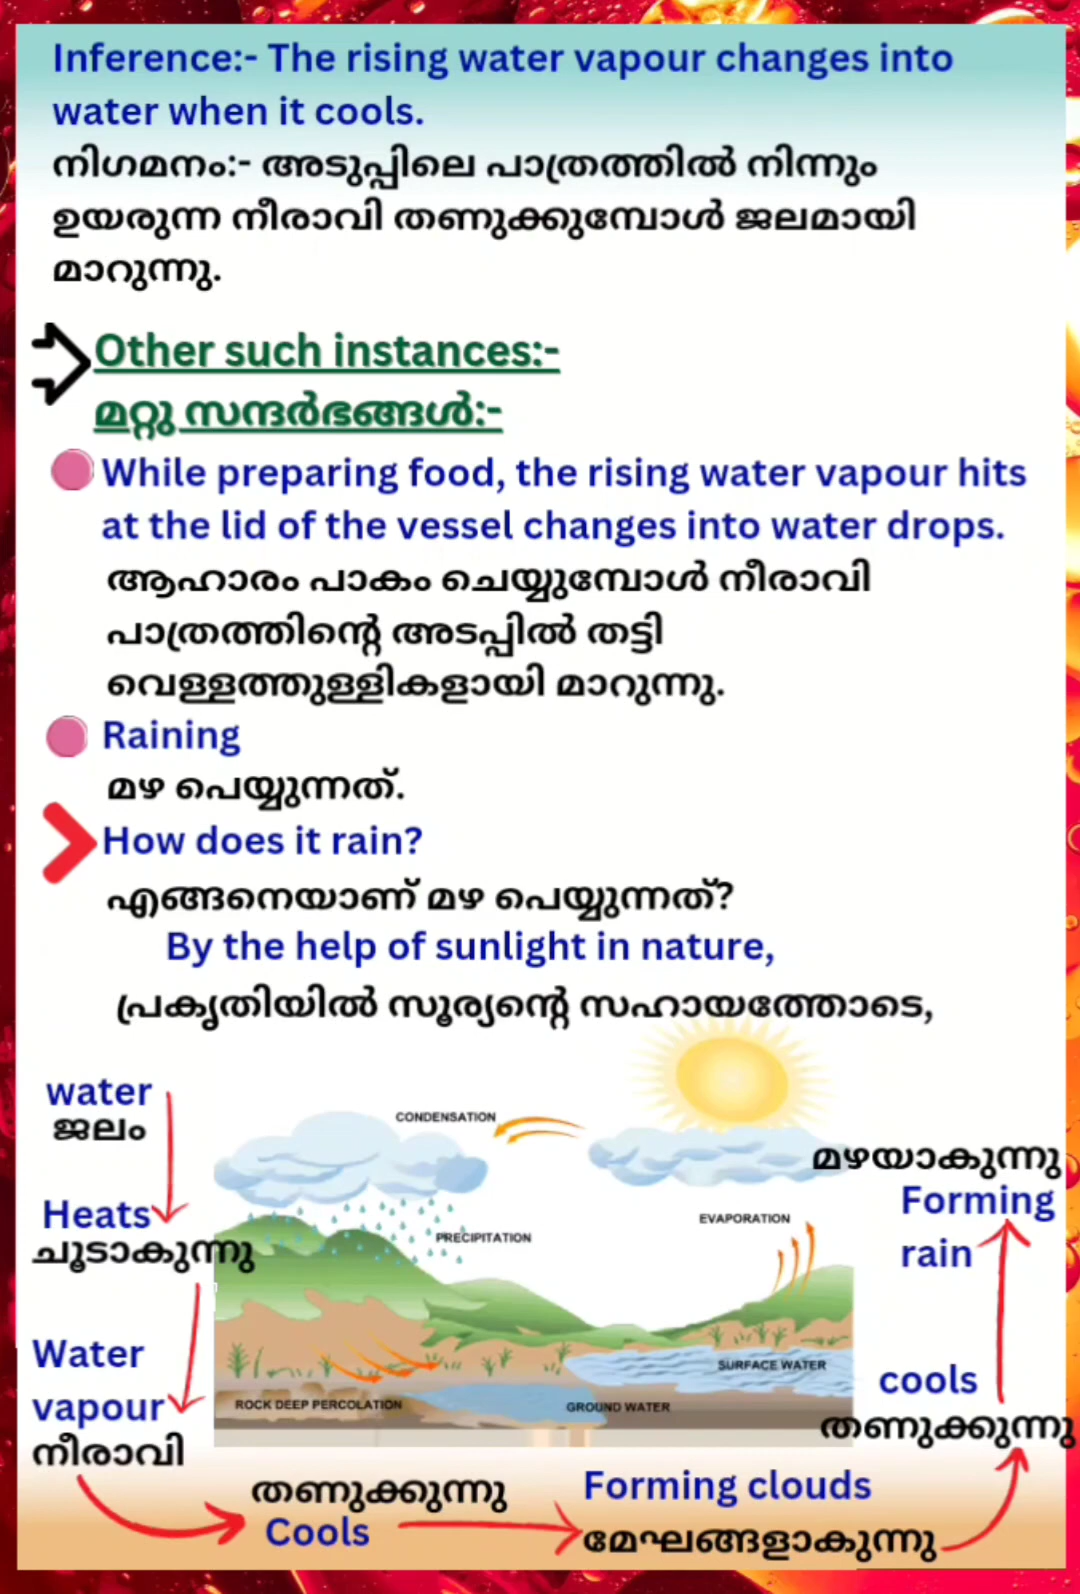 Inference:- The rising water vapour changes into
water when it cools.
നിഗമനം:- അടുപ്പിലെ പാത്രത്തിൽ നിന്നും
ഉയരുന്ന നീരാവി തണുക്കുമ്പോൾ ജലമായി
മാറുന്നു.
Other such instances:-
മറ്റു സന്ദർഭങ്ങൾ:-
While preparing food, the rising water vapour hits
at the lid of the vessel changes into water drops.
ആഹാരം പാകം ചെയ്യുമ്പോൾ നീരാവി
പാത്രത്തിന്റെ അടപ്പിൽ തട്ടി
വെള്ളത്തുള്ളികളായി മാറുന്നു.
Raining
മഴ പെയ്യുന്നത്.
How does it rain?
എങ്ങനെയാണ് മഴ പെയ്യുന്നത്?
By the help of sunlight in nature,
പ്രകൃതിയിൽ സൂര്യന്റെ സഹായത്തോടെ,
water
ജലം
Heats
ചൂടാകുന്നു
Water
vapour
നീരാവി
തണുക്കുന്നു
Cools
Forming clouds
മേഘങ്ങളാകുന്നു
cools
തണുക്കുന്നു
മഴയാകുന്നു
Forming
rain
CONDENSATION
PRECIPITATION
EVAPORATION
SURFACE WATER
ROCK DEEP PERCOLATION
GROUND WATER